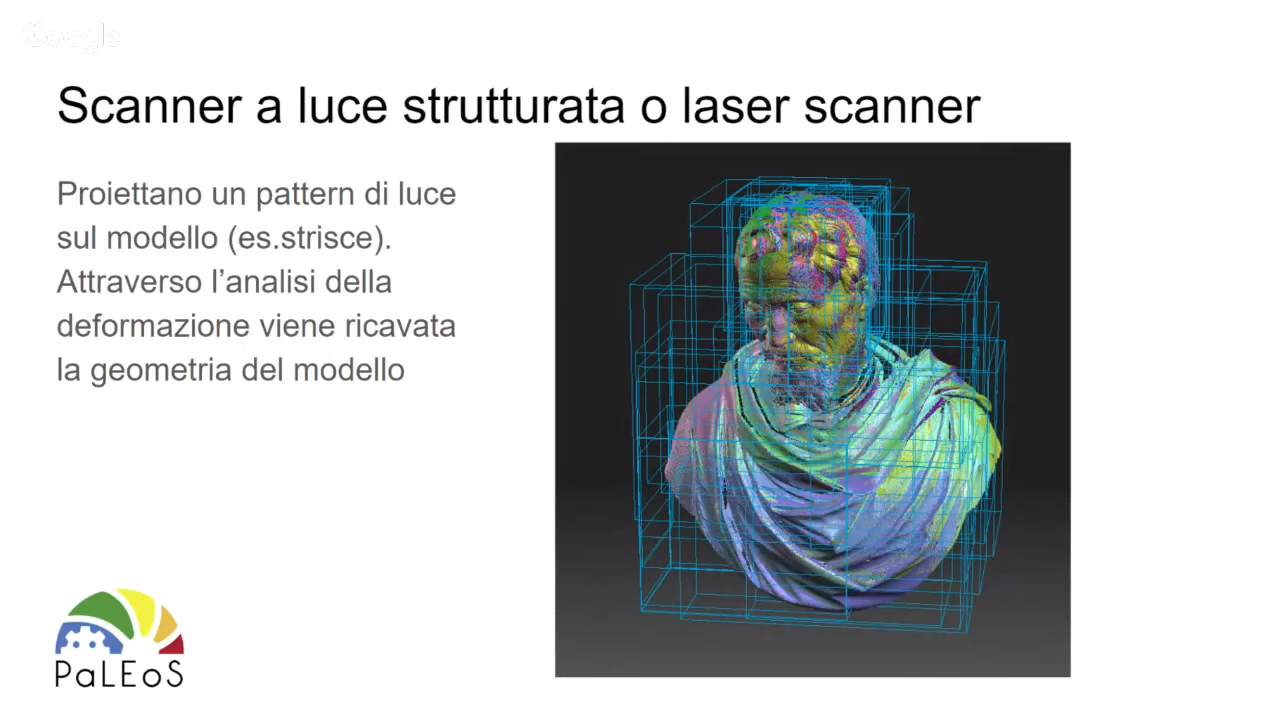 Google
Scanner a luce strutturata o laser scanner
Proiettano un pattern di luce
sul modello (es.strisce).
Attraverso l’analisi della
deformazione viene ricavata
la geometria del modello
PaLEoS